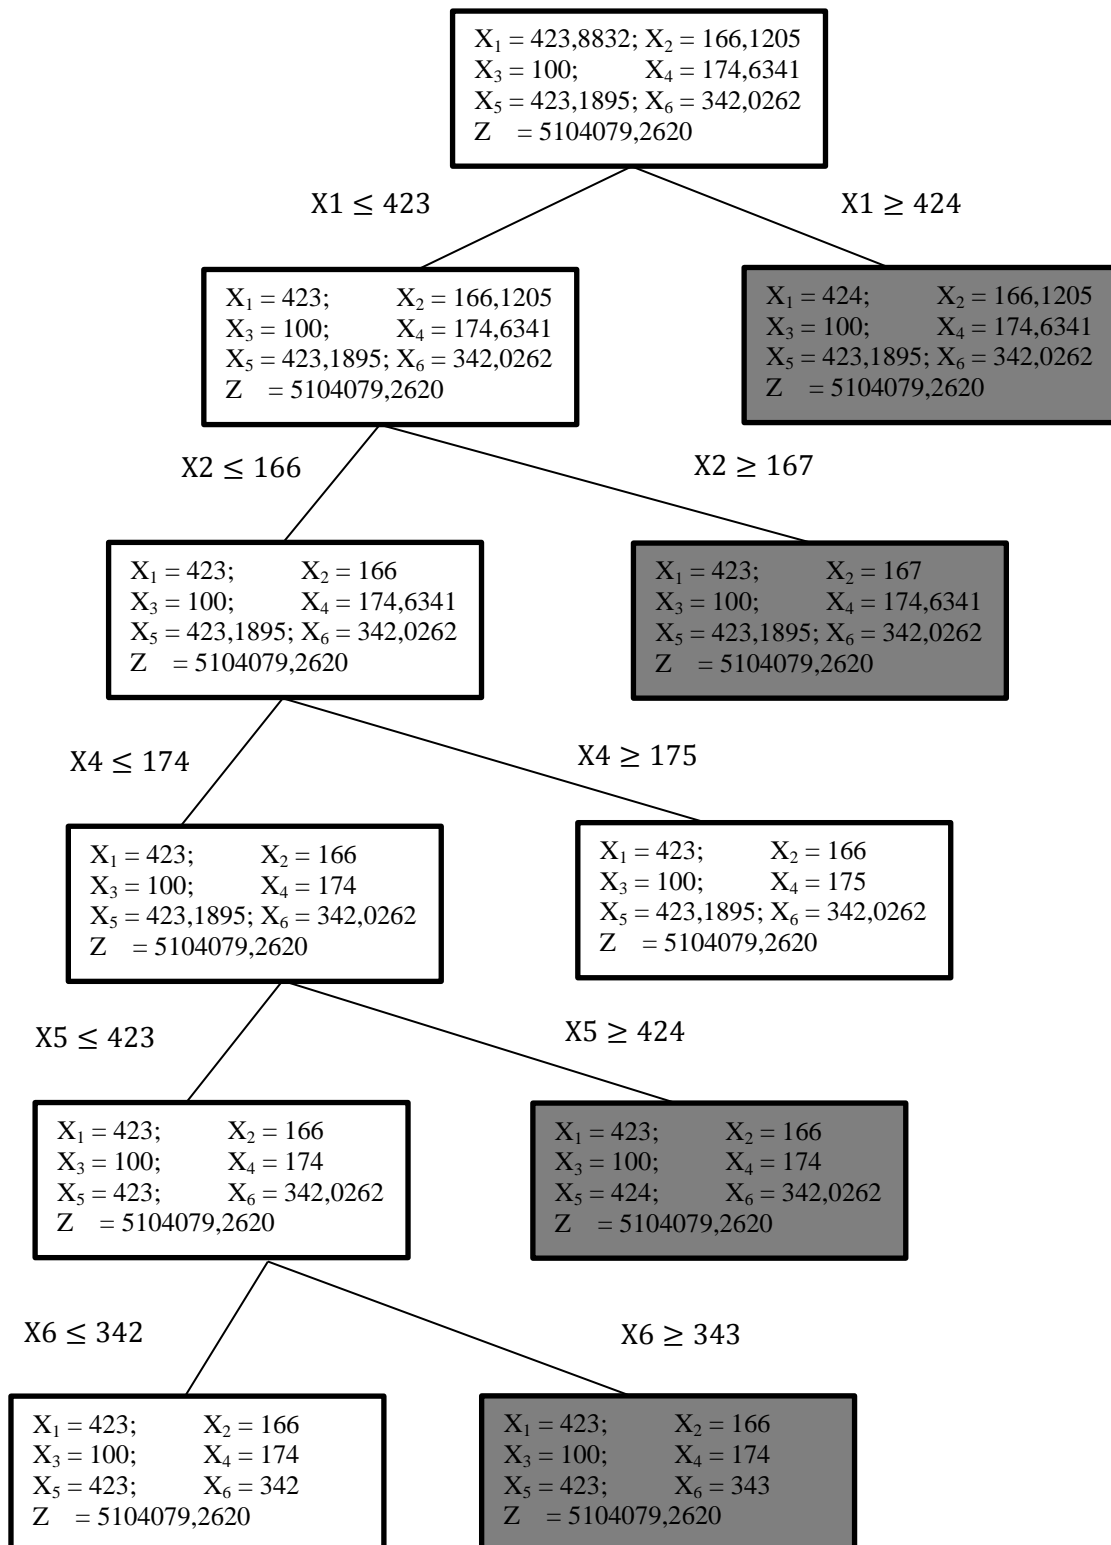 X₁ = 423,8832; X₂ = 166,1205
X₃ = 100; X₄ = 174,6341
X₅ = 423,1895; X₆ = 342,0262
Z = 5104079,2620
X1 ≤ 423
X1 ≥ 424
X₁ = 423; X₂ = 166,1205
X₃ = 100; X₄ = 174,6341
X₅ = 423,1895; X₆ = 342,0262
Z = 5104079,2620
X₁ = 424; X₂ = 166,1205
X₃ = 100; X₄ = 174,6341
X₅ = 423,1895; X₆ = 342,0262
Z = 5104079,2620
X2 ≤ 166
X2 ≥ 167
X₁ = 423; X₂ = 166
X₃ = 100; X₄ = 174,6341
X₅ = 423,1895; X₆ = 342,0262
Z = 5104079,2620
X₁ = 423; X₂ = 167
X₃ = 100; X₄ = 174,6341
X₅ = 423,1895; X₆ = 342,0262
Z = 5104079,2620
X4 ≤ 174
X4 ≥ 175
X₁ = 423; X₂ = 166
X₃ = 100; X₄ = 174
X₅ = 423,1895; X₆ = 342,0262
Z = 5104079,2620
X₁ = 423; X₂ = 166
X₃ = 100; X₄ = 175
X₅ = 423,1895; X₆ = 342,0262
Z = 5104079,2620
X5 ≤ 423
X5 ≥ 424
X₁ = 423; X₂ = 166
X₃ = 100; X₄ = 174
X₅ = 423; X₆ = 342,0262
Z = 5104079,2620
X₁ = 423; X₂ = 166
X₃ = 100; X₄ = 174
X₅ = 424; X₆ = 342,0262
Z = 5104079,2620
X6 ≤ 342
X6 ≥ 343
X₁ = 423; X₂ = 166
X₃ = 100; X₄ = 174
X₅ = 423; X₆ = 342
Z = 5104079,2620
X₁ = 423; X₂ = 166
X₃ = 100; X₄ = 174
X₅ = 423; X₆ = 343
Z = 5104079,2620